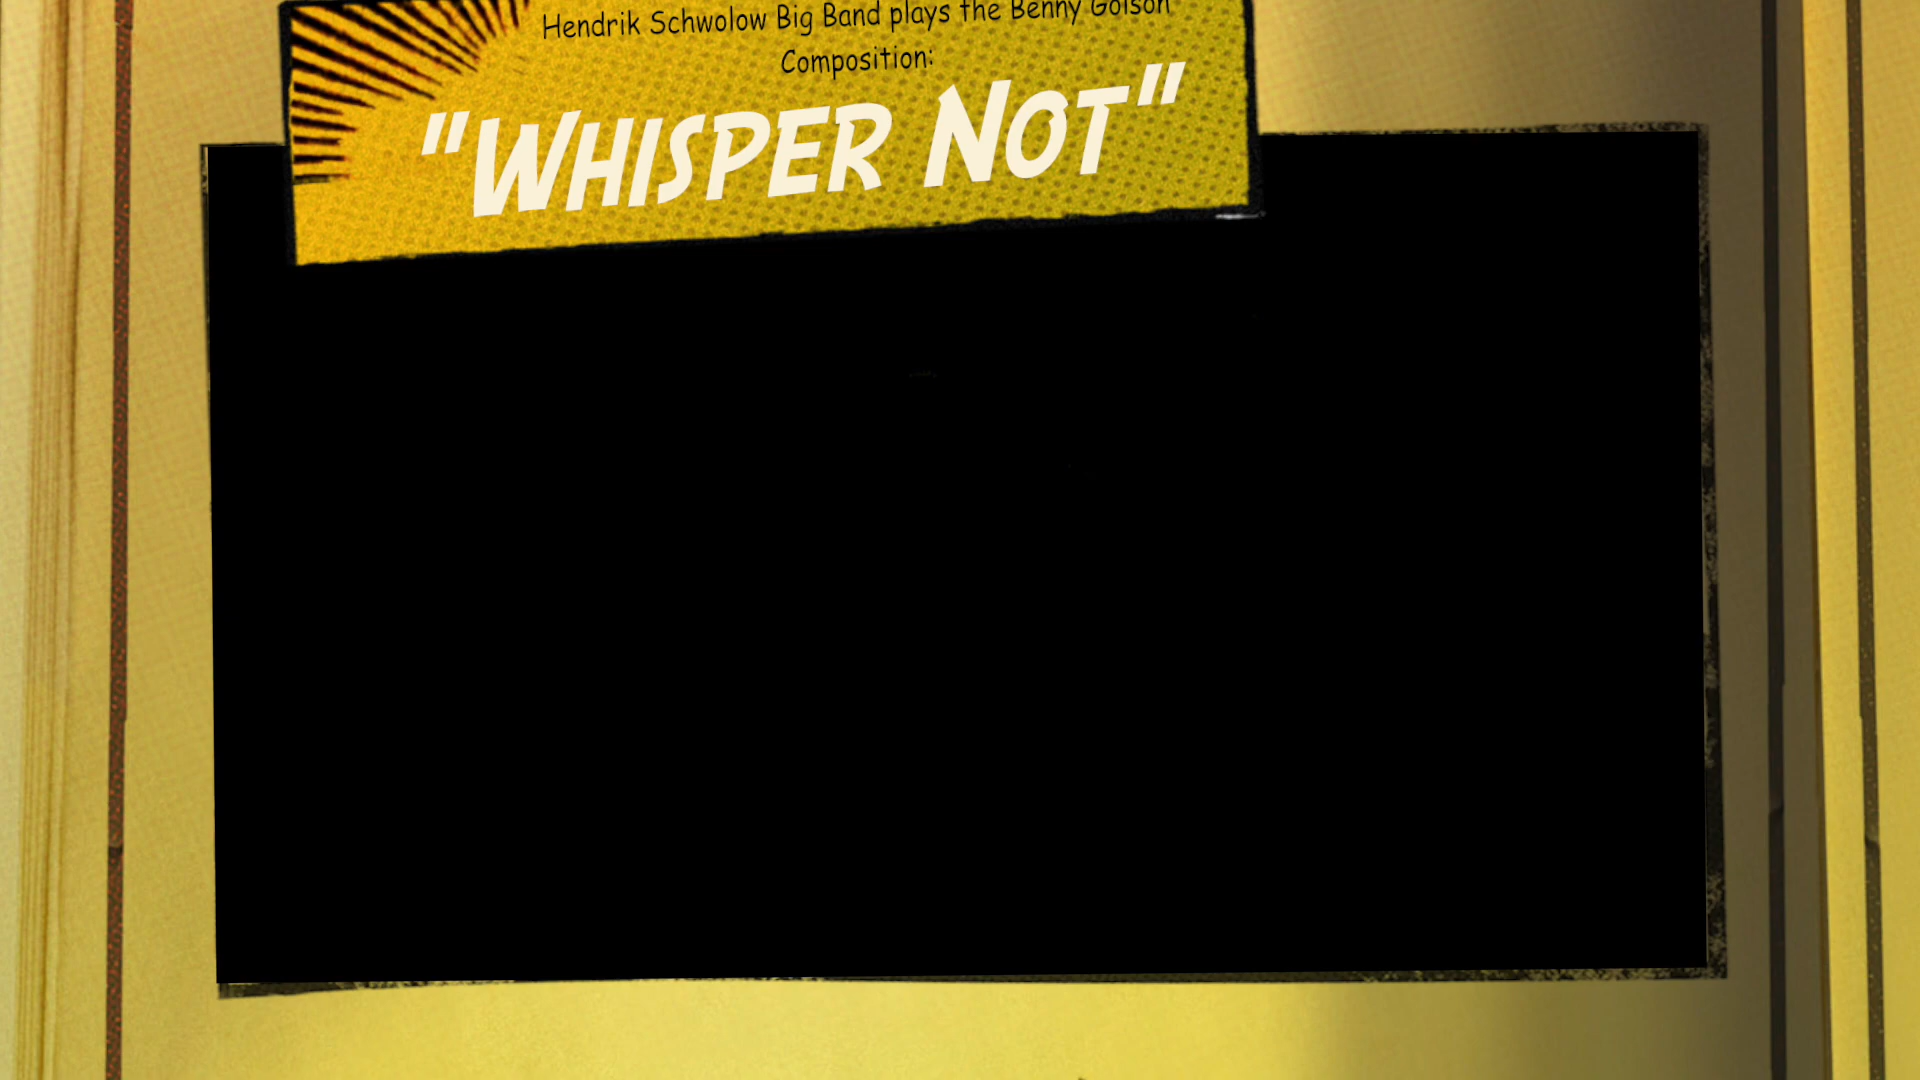 Hendrik Schwolow Big Band plays the Benny Golson
Composition:
"WHISPER NOT"